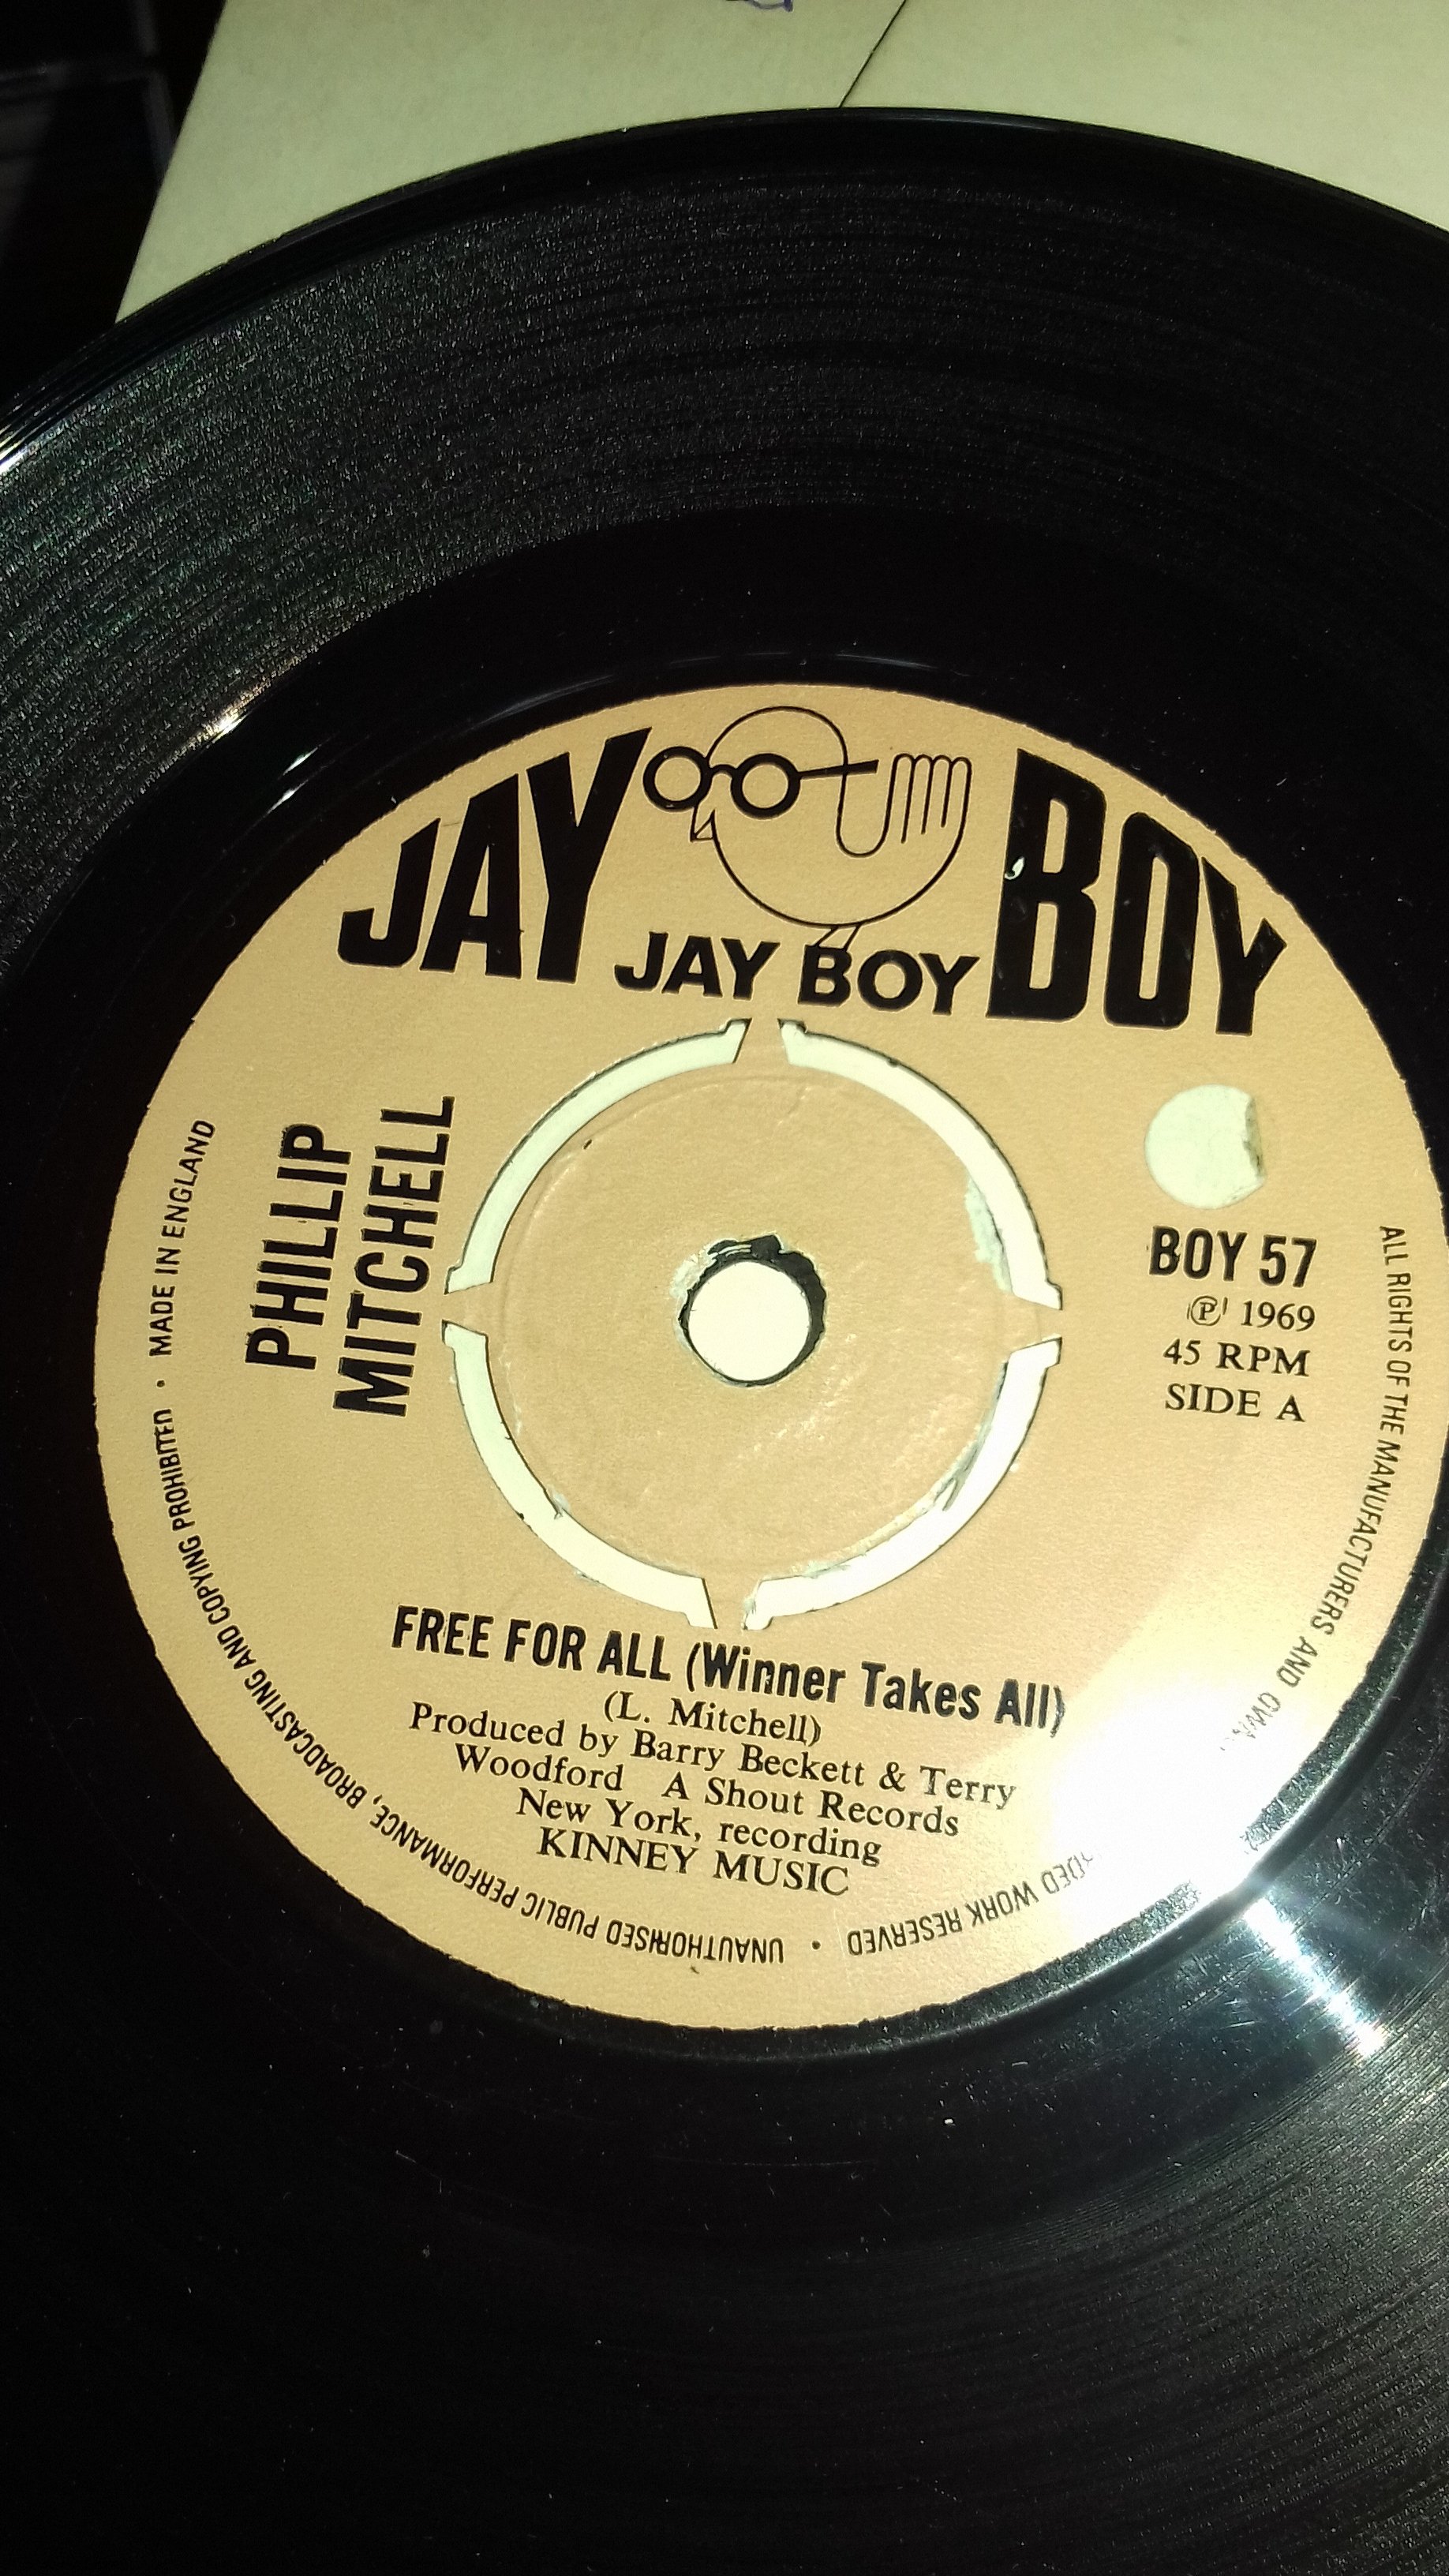 JAY BOY
JAY BOY
PHILLIP
MITCHELL
BOY 57
Ⓟ 1969
45 RPM
SIDE A
FREE FOR ALL (Winner Takes All)
(L. Mitchell)
Produced by Barry Beckett & Terry
Woodford A Shout Records
New York, recording
KINNEY MUSIC
ALL RIGHTS OF THE MANUFACTURERS AND WORK RESERVED • UNAUTHORISED PUBLIC PERFORMANCE, BROADCASTING AND COPYING PROHIBITED • MADE IN ENGLAND